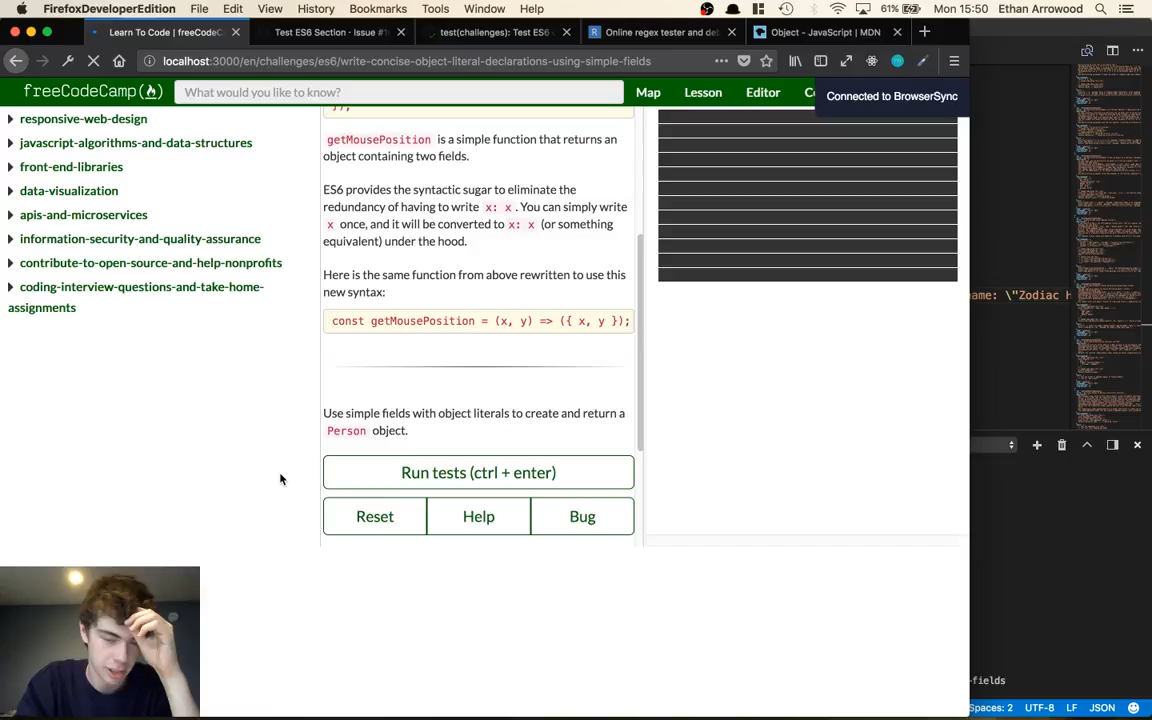 FirefoxDeveloperEdition File Edit View History Bookmarks Tools Window Help 61% Mon 15:50 Ethan Arrowood
Learn To Code | freeCodeC
Test ES6 Section · Issue #1
test(challenges): Test ES6
Online regex tester and de
Object - JavaScript | MDN
localhost:3000/en/challenges/es6/write-concise-object-literal-declarations-using-simple-fields
freeCodeCamp
What would you like to know?
Map Lesson Editor
Connected to BrowserSync
responsive-web-design
javascript-algorithms-and-data-structures
front-end-libraries
data-visualization
apis-and-microservices
information-security-and-quality-assurance
contribute-to-open-source-and-help-nonprofits
coding-interview-questions-and-take-home-
assignments
});
getMousePosition is a simple function that returns an
object containing two fields.
ES6 provides the syntactic sugar to eliminate the
redundancy of having to write x: x . You can simply write
x once, and it will be converted to x: x (or something
equivalent) under the hood.
Here is the same function from above rewritten to use this
new syntax:
const getMousePosition = (x, y) => ({ x, y });
Use simple fields with object literals to create and return a
Person object.
Run tests (ctrl + enter)
Reset
Help
Bug
name: \"Zodiac H
-fields
Spaces: 2 UTF-8 LF JSON